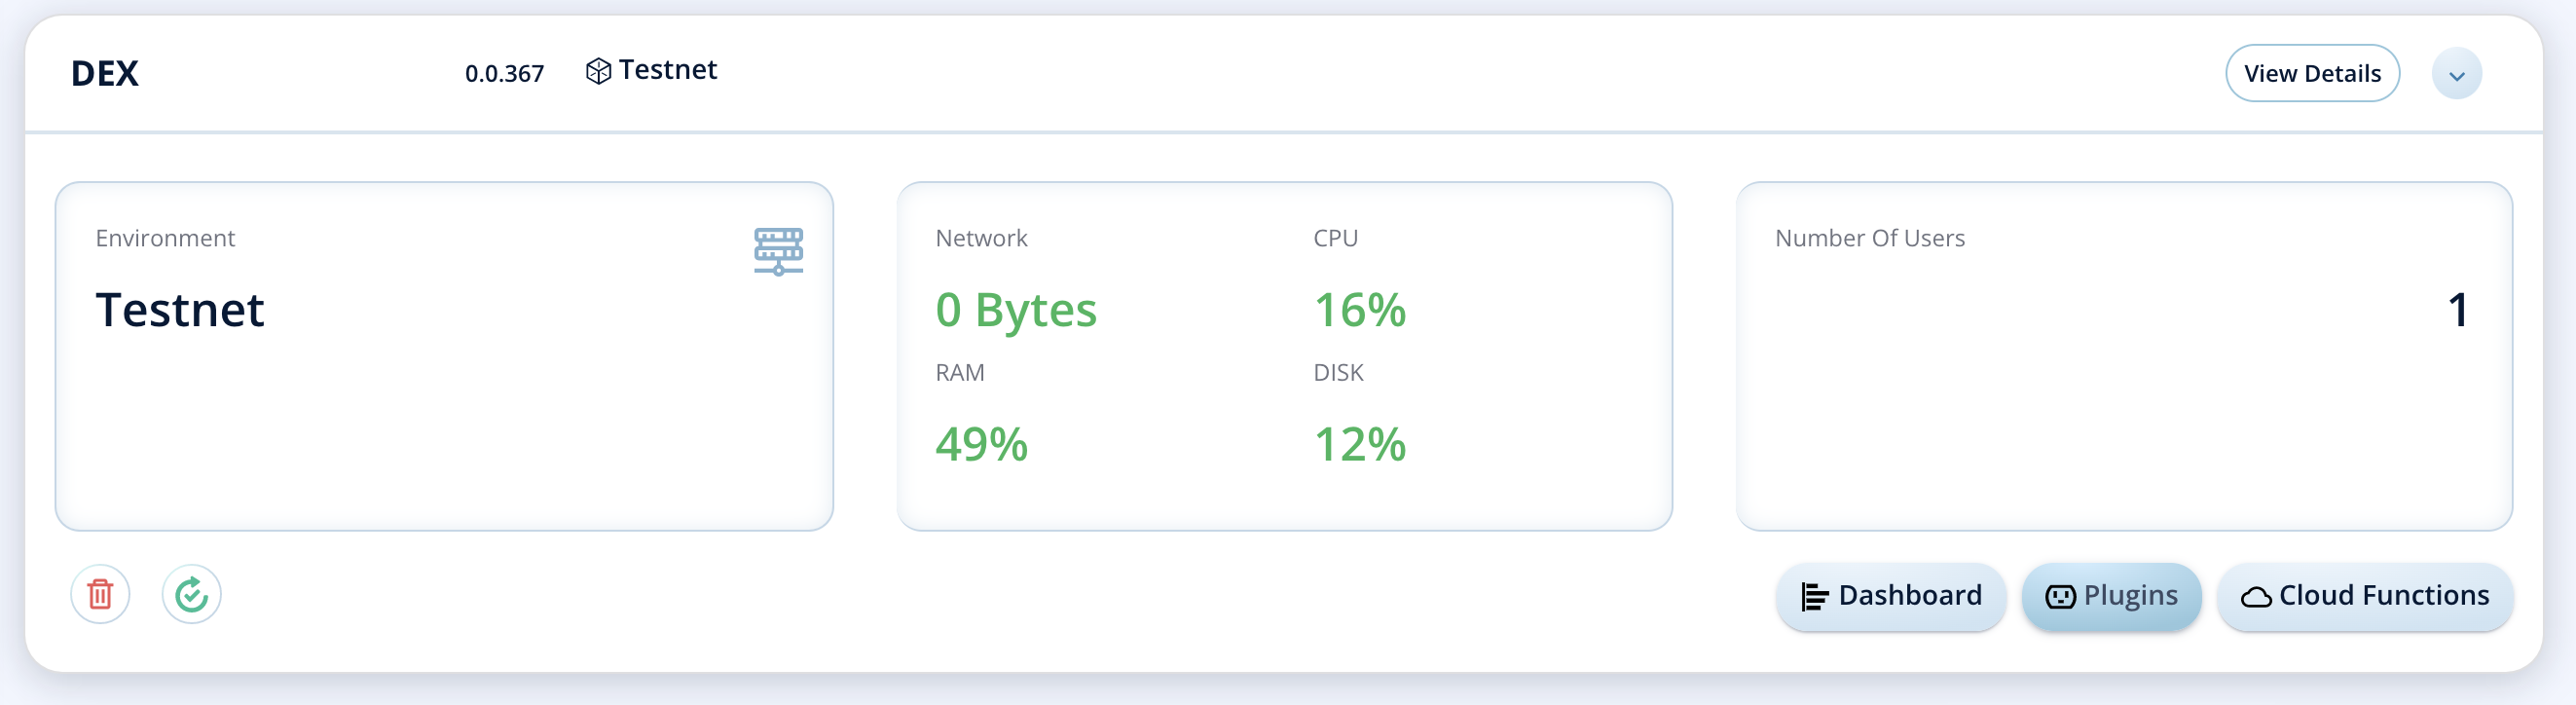 DEX 0.0.367 Testnet View Details
Environment
Testnet
Network CPU
0 Bytes 16%
RAM DISK
49% 12%
Number Of Users
1
Dashboard Plugins Cloud Functions